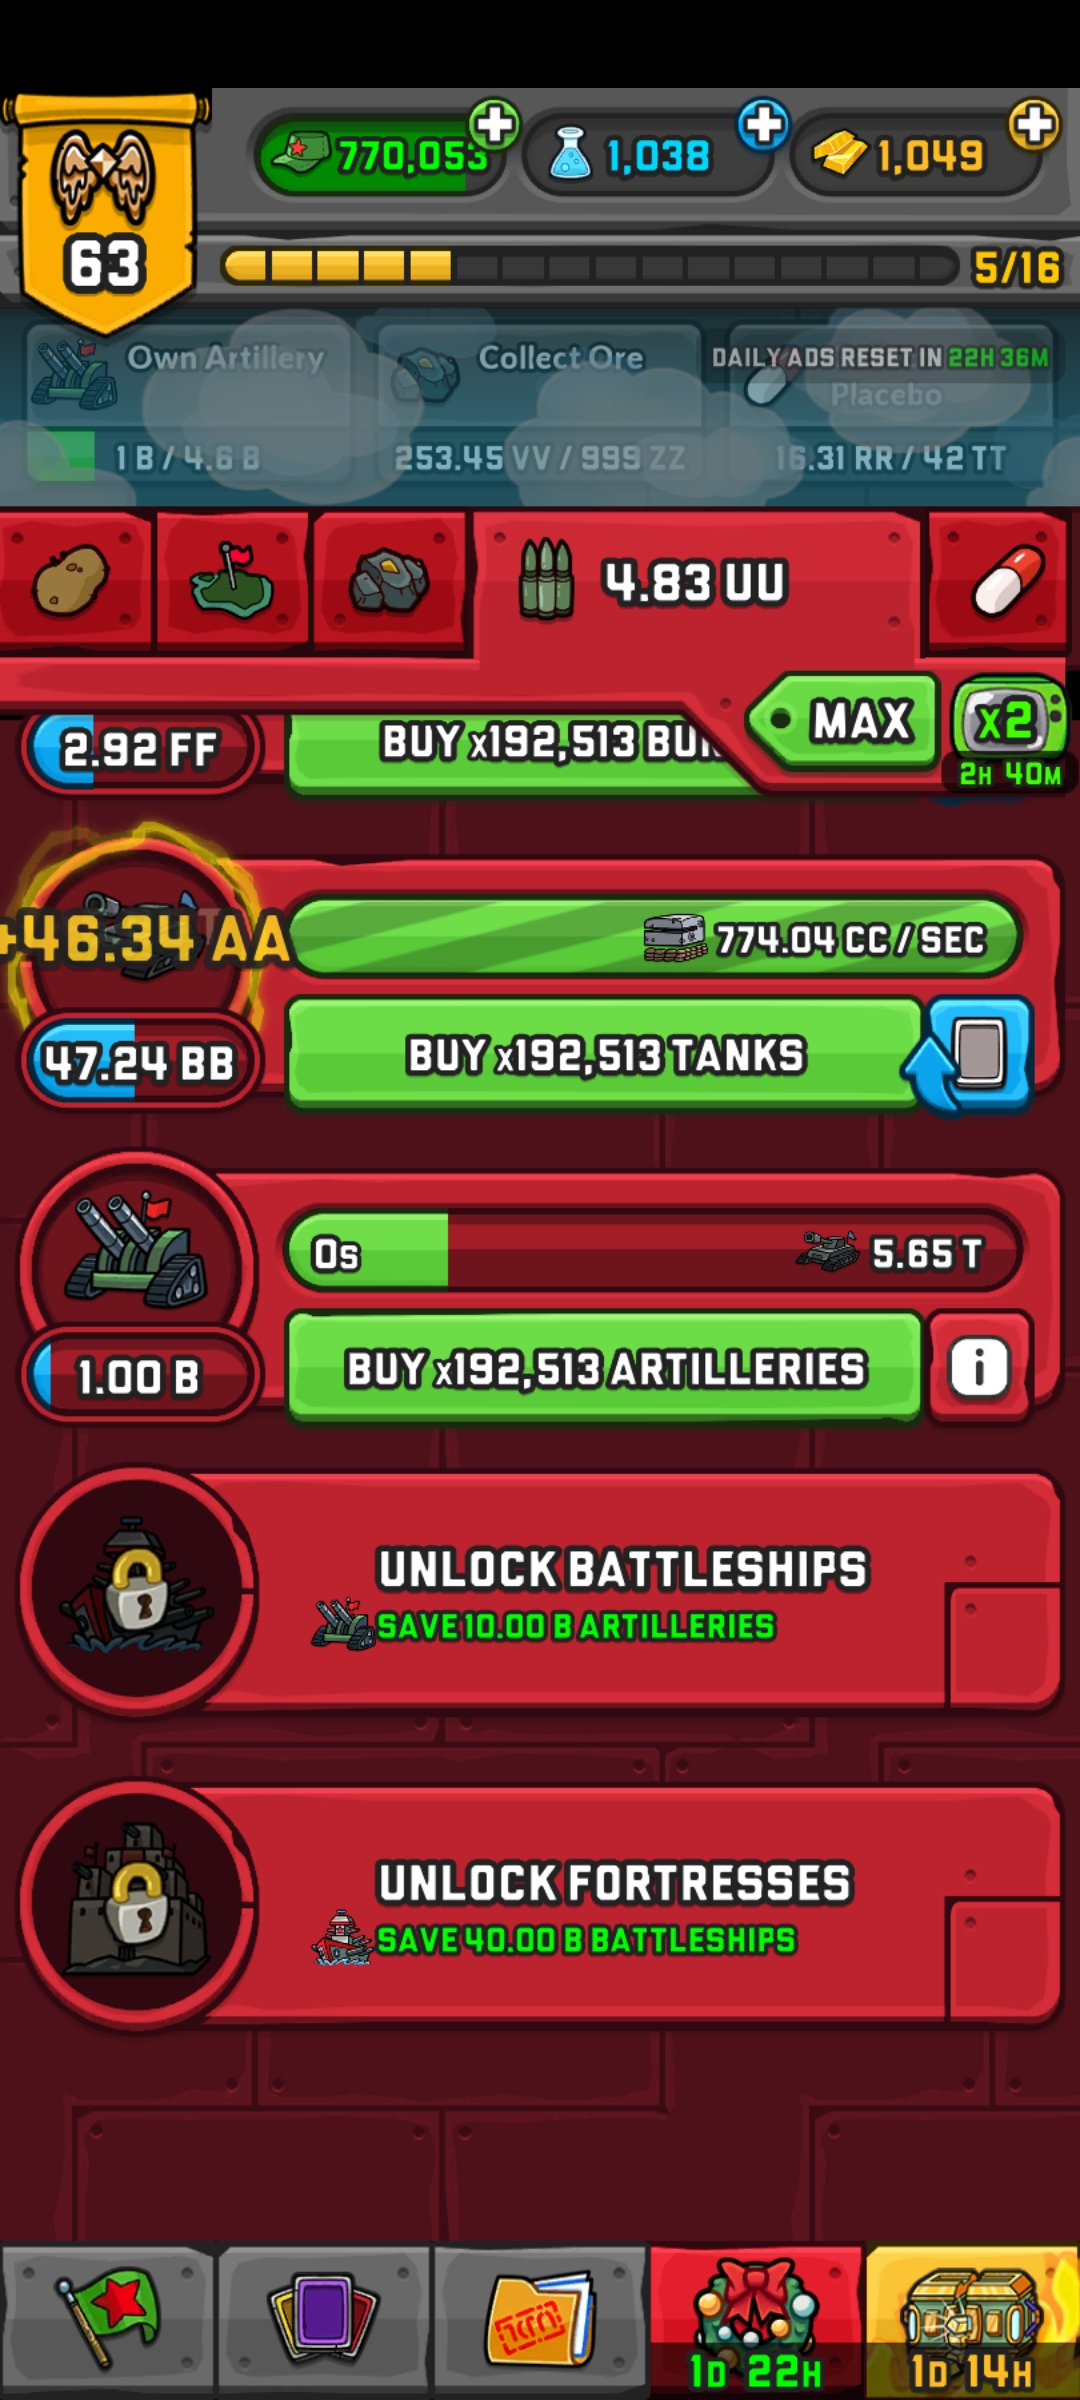 770,053
1,038
1,049
63
5/16
Own Artillery
Collect Ore
DAILY ADS RESET IN 22H 36M
Placebo
1 B / 4.6 B
253.45 VV / 999 ZZ
16.31 RR / 42 TT
4.83 UU
MAX
x2
2H 40M
2.92 FF
BUY x192,513
+46.34 AA
774.04 CC / SEC
47.24 BB
BUY x192,513 TANKS
0s
5.65 T
1.00 B
BUY x192,513 ARTILLERIES
i
UNLOCK BATTLESHIPS
SAVE 10.00 B ARTILLERIES
UNLOCK FORTRESSES
SAVE 40.00 B BATTLESHIPS
1D 22H
1D 14H